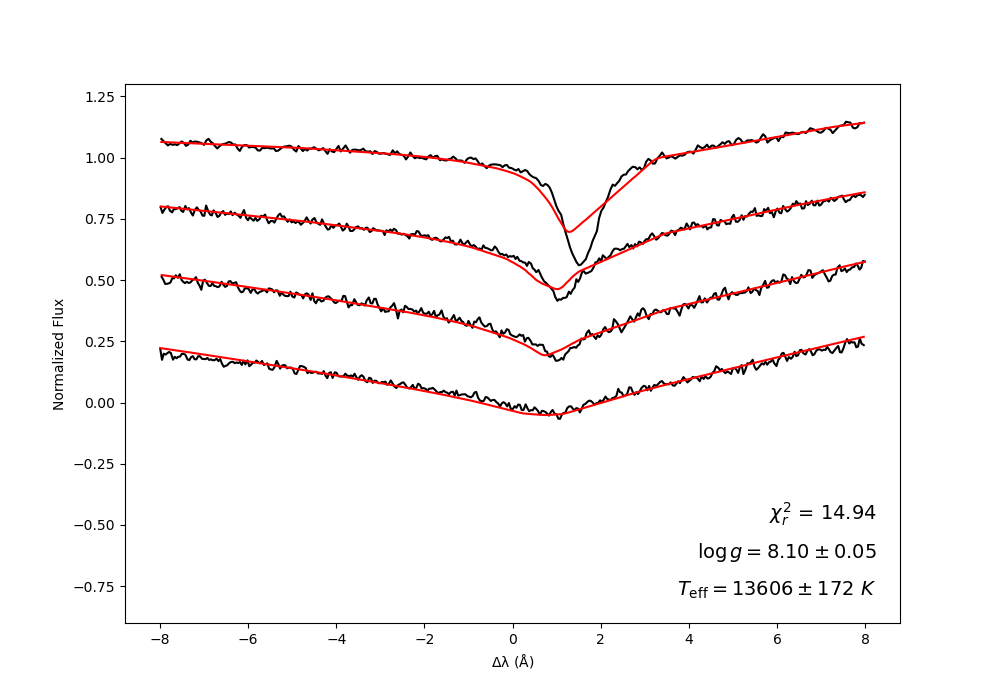 1.25
1.00
0.75
0.50
0.25
0.00
−0.25
−0.50
−0.75
Normalized Flux
χ²ᵣ = 14.94
log g = 8.10 ± 0.05
T_eff = 13606 ± 172 K
−8 −6 −4 −2 0 2 4 6 8
Δλ (Å)